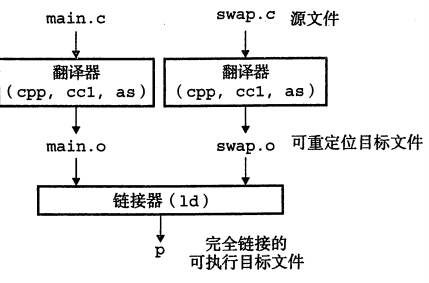 main.c swap.c 源文件
翻译器 翻译器
(cpp, cc1, as) (cpp, cc1, as)
main.o swap.o 可重定位目标文件
链接器(ld)
p 完全链接的
可执行目标文件